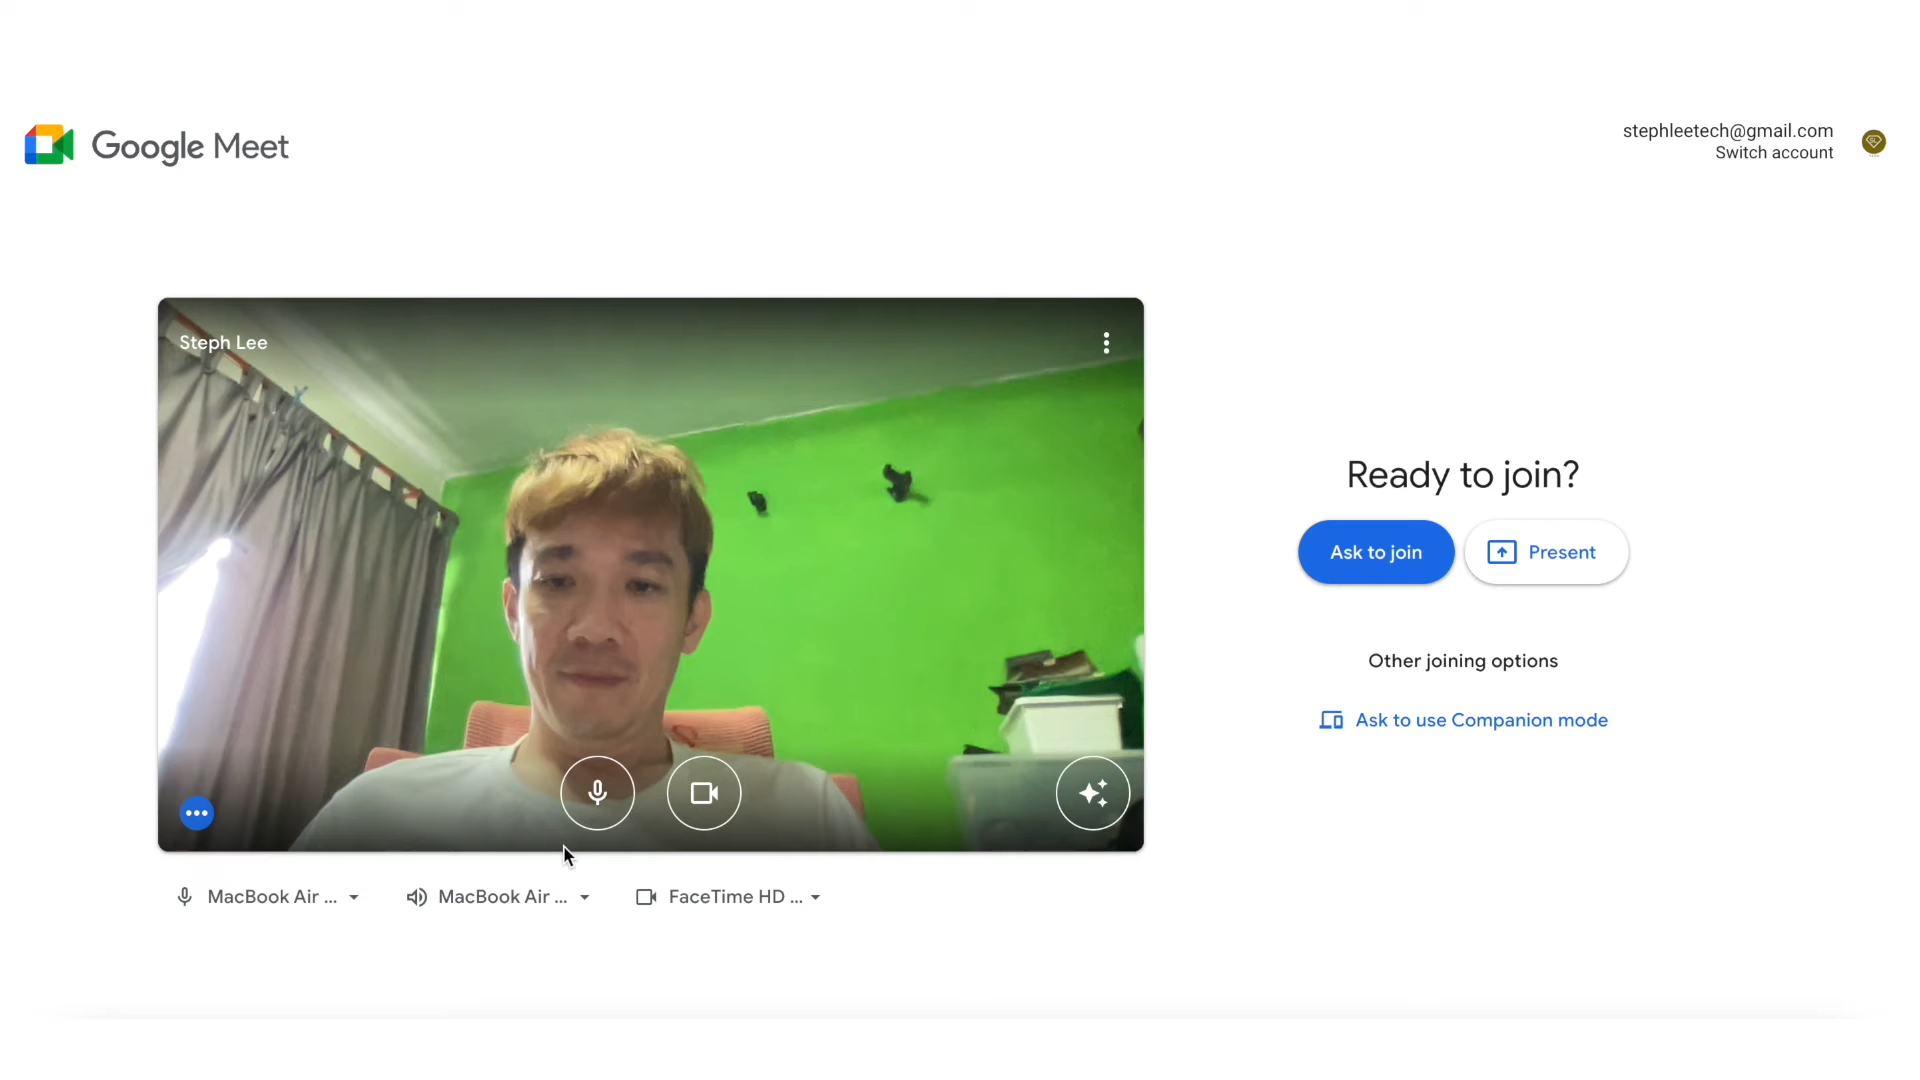 Google Meet
stephleetech@gmail.com
Switch account
Steph Lee
Ready to join?
Ask to join
Present
Other joining options
Ask to use Companion mode
MacBook Air ...
MacBook Air ...
FaceTime HD ...